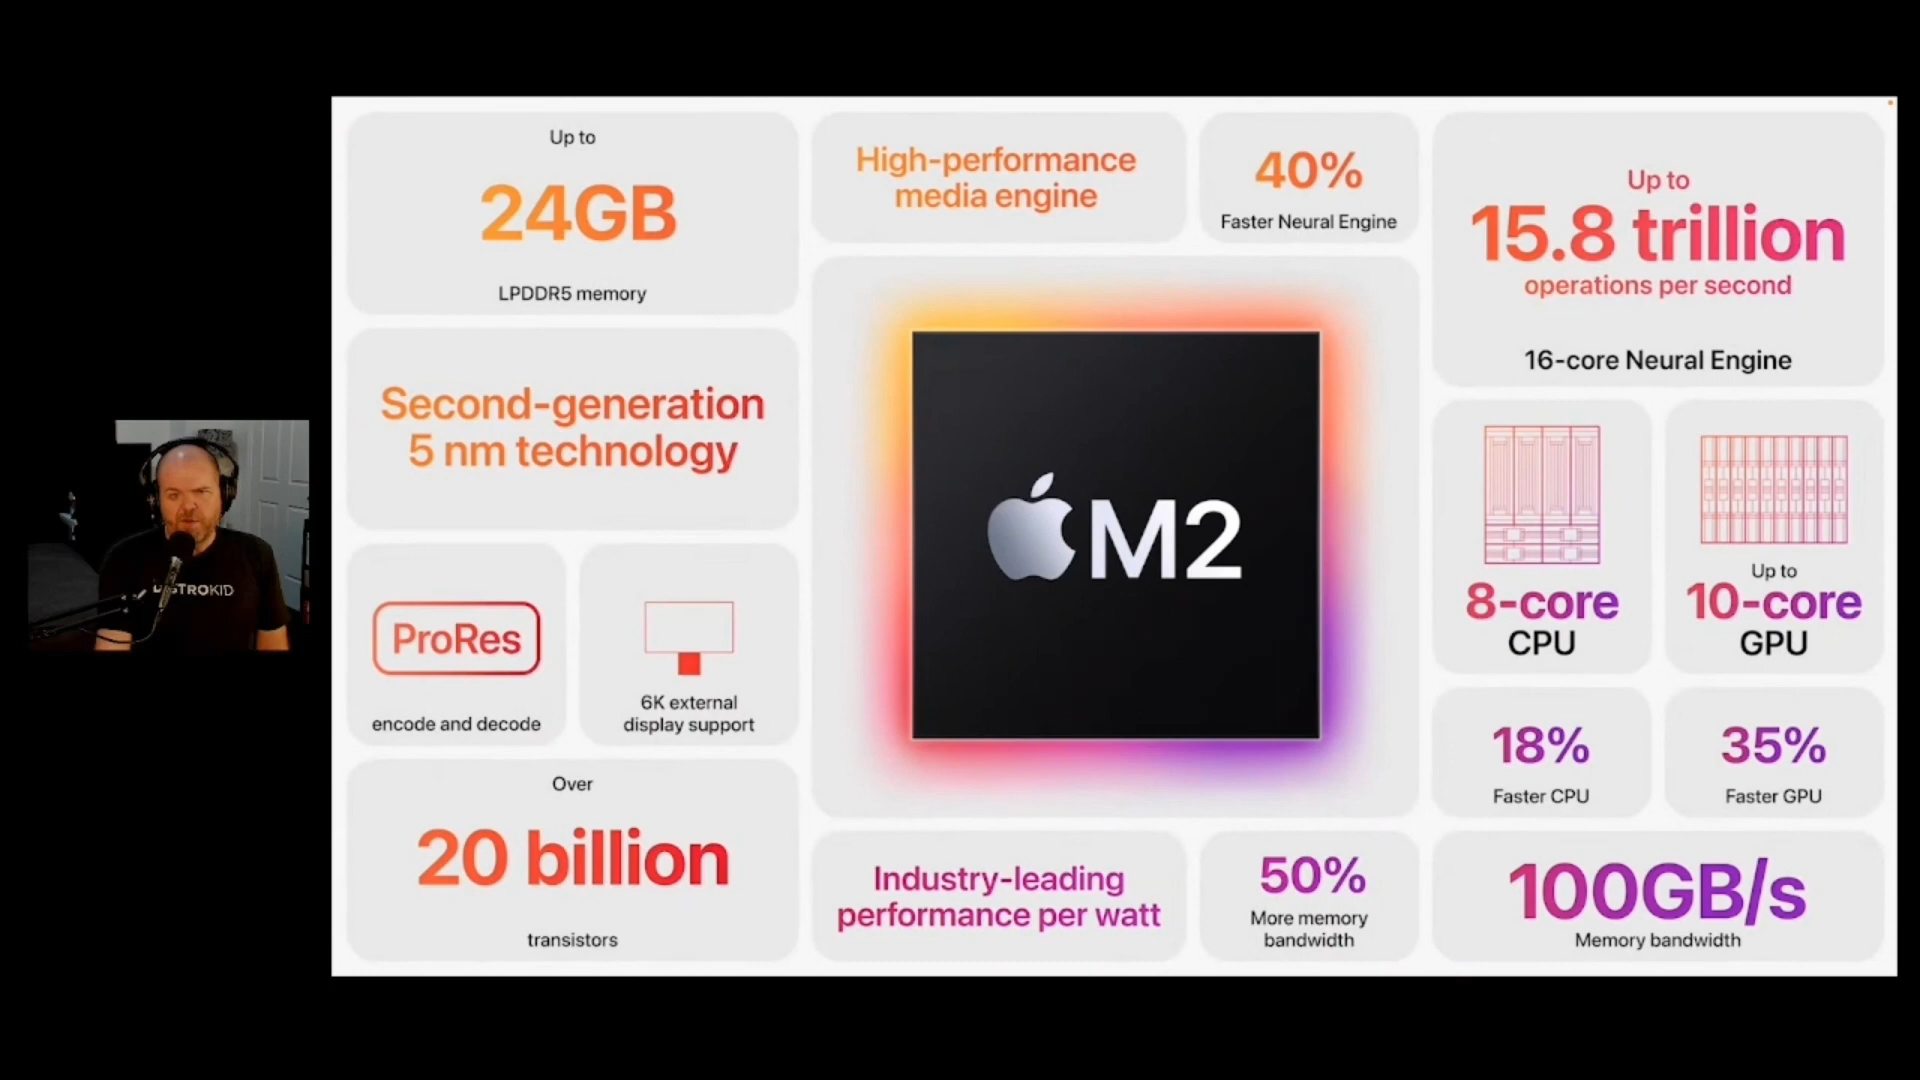 Up to
24GB
LPDDR5 memory
High-performance
media engine
40%
Faster Neural Engine
Up to
15.8 trillion
operations per second
16-core Neural Engine
Second-generation
5 nm technology
M2
8-core
CPU
Up to
10-core
GPU
ProRes
encode and decode
6K external
display support
18%
Faster CPU
35%
Faster GPU
Over
20 billion
transistors
Industry-leading
performance per watt
50%
More memory
bandwidth
100GB/s
Memory bandwidth